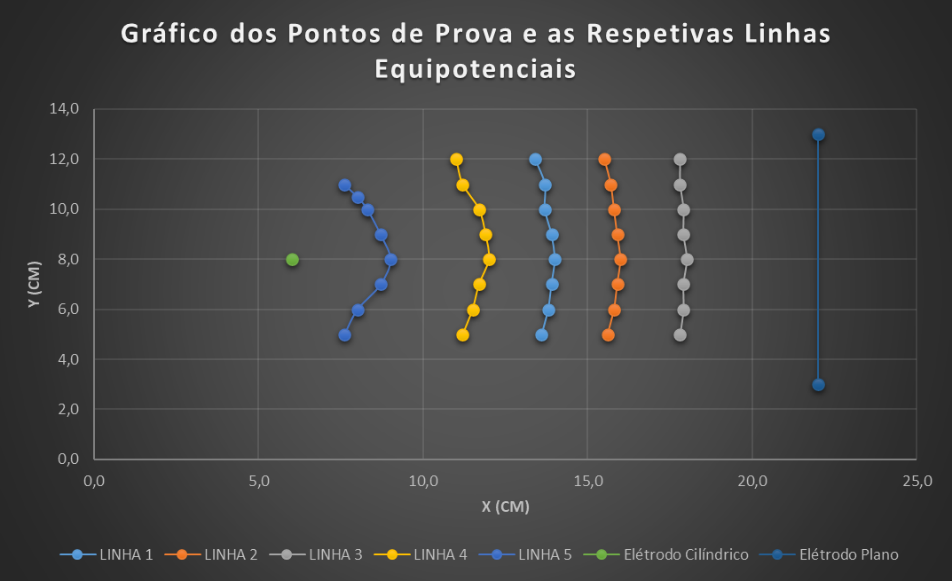 Gráfico dos Pontos de Prova e as Respetivas Linhas
Equipotenciais
14,0
12,0
10,0
8,0
6,0
4,0
2,0
0,0
Y (CM)
0,0 5,0 10,0 15,0 20,0 25,0
X (CM)
LINHA 1 LINHA 2 LINHA 3 LINHA 4 LINHA 5 Elétrodo Cilíndrico Elétrodo Plano